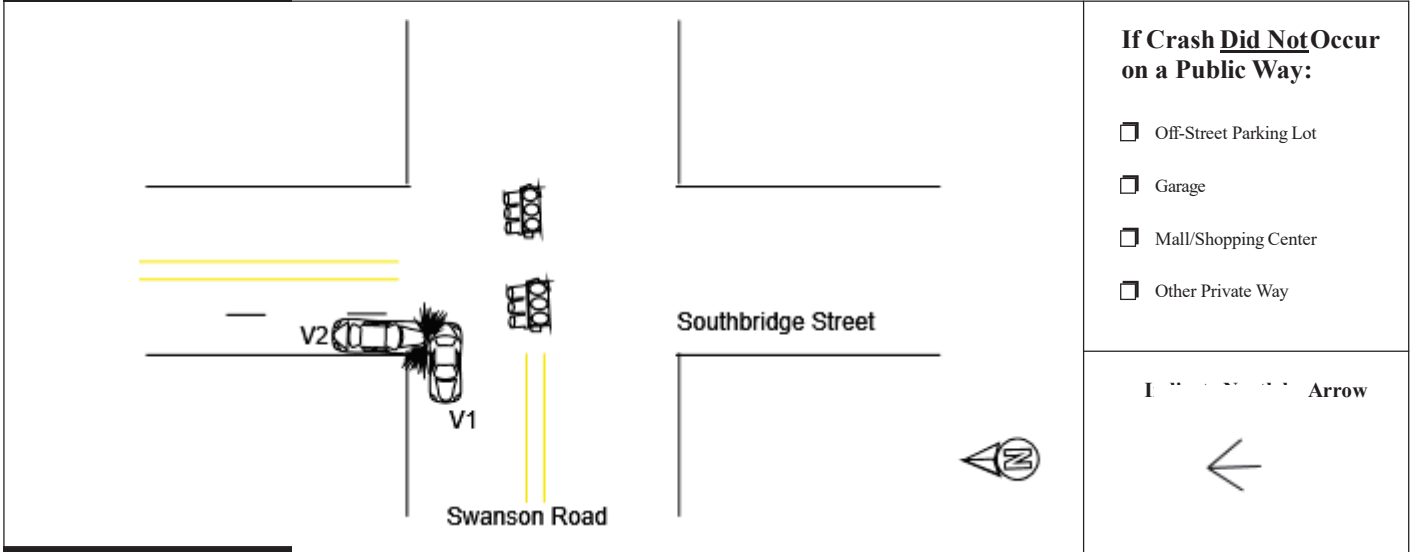 If Crash Did Not Occur
on a Public Way:
Off-Street Parking Lot
Garage
Mall/Shopping Center
Other Private Way
Southbridge Street
V2
V1
Swanson Road
N
Arrow